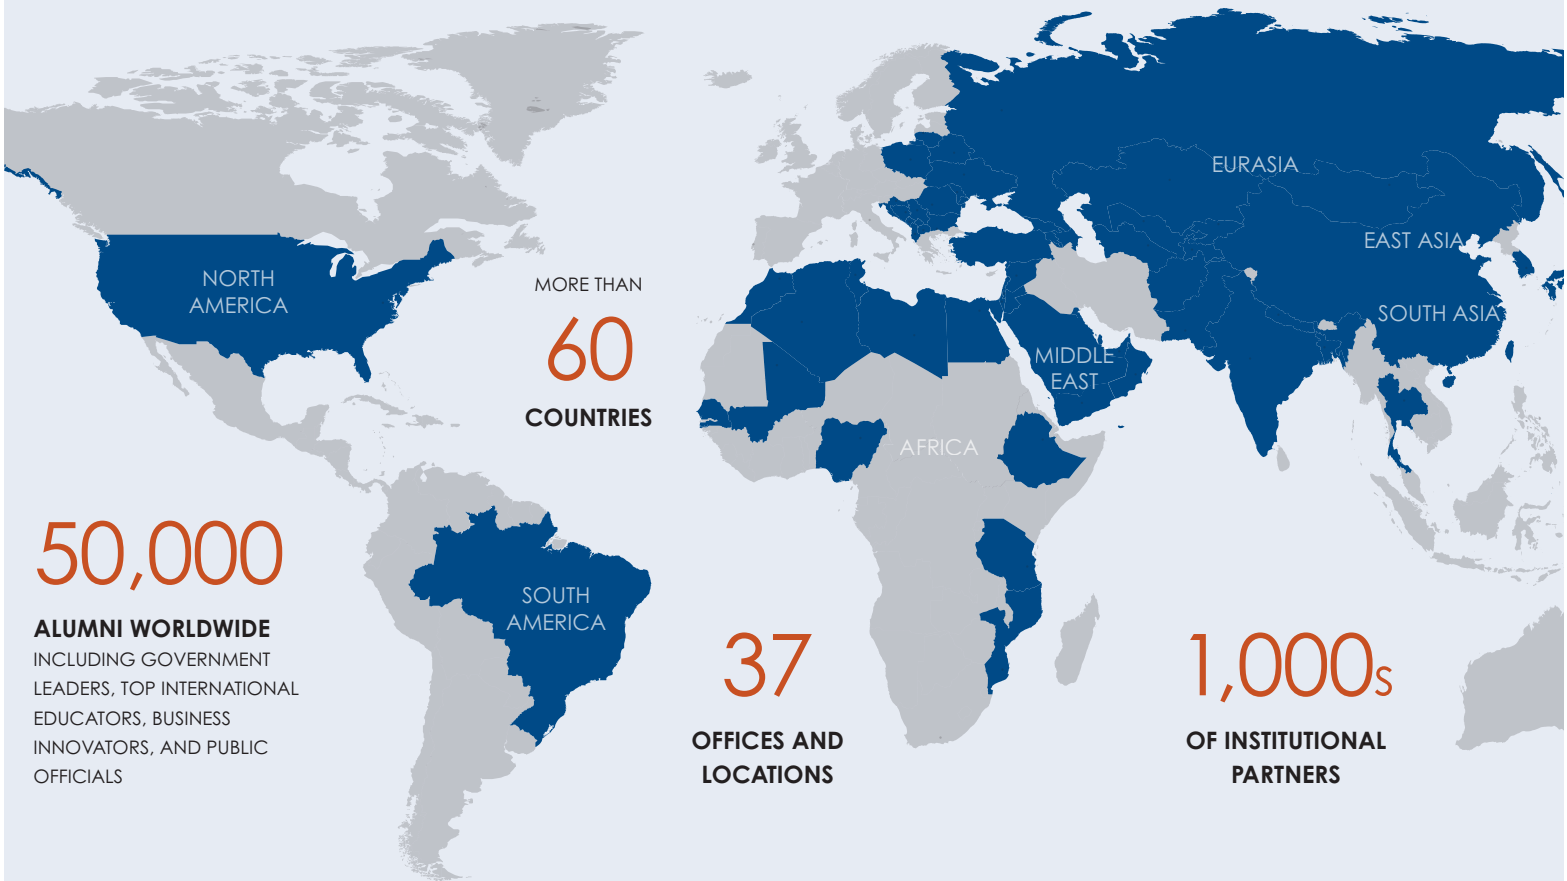 EURASIA
EAST ASIA
SOUTH ASIA
NORTH
AMERICA
MIDDLE
EAST
AFRICA
SOUTH
AMERICA
MORE THAN
60
COUNTRIES
50,000
ALUMNI WORLDWIDE
INCLUDING GOVERNMENT
LEADERS, TOP INTERNATIONAL
EDUCATORS, BUSINESS
INNOVATORS, AND PUBLIC
OFFICIALS
37
OFFICES AND
LOCATIONS
1,000s
OF INSTITUTIONAL
PARTNERS